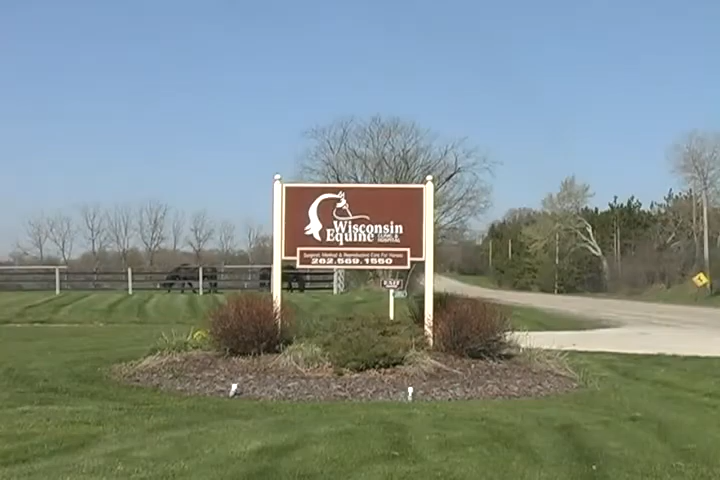 Wisconsin
Equine CLINIC &
HOSPITAL
Surgical, Medical & Reproductive Care For Horses
262.569.1550